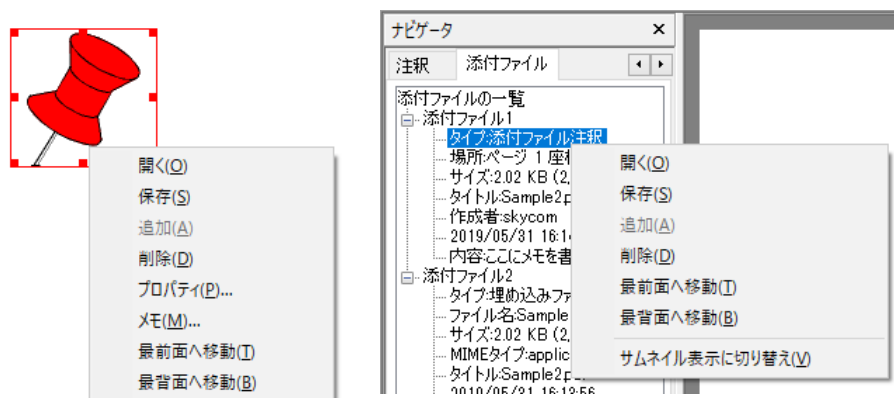 開く(O)
保存(S)
追加(A)
削除(D)
プロパティ(P)...
メモ(M)...
最前面へ移動(T)
最背面へ移動(B)
ナビゲータ
注釈 添付ファイル
添付ファイルの一覧
添付ファイル1
タイプ:添付ファイル注釈
場所:ページ 1
サイズ:2.02 KB (2,
タイトル:Sample2.p
作成者:skycom
2019/05/31 16:1
内容:ここにメモを書
添付ファイル2
タイプ:埋め込みファ
ファイル名:Sample
サイズ:2.02 KB (2,
MIMEタイプ:applic
タイトル:Sample2.p
2019/05/31 16:13:56
開く(O)
保存(S)
追加(A)
削除(D)
最前面へ移動(T)
最背面へ移動(B)
サムネイル表示に切り替え(V)